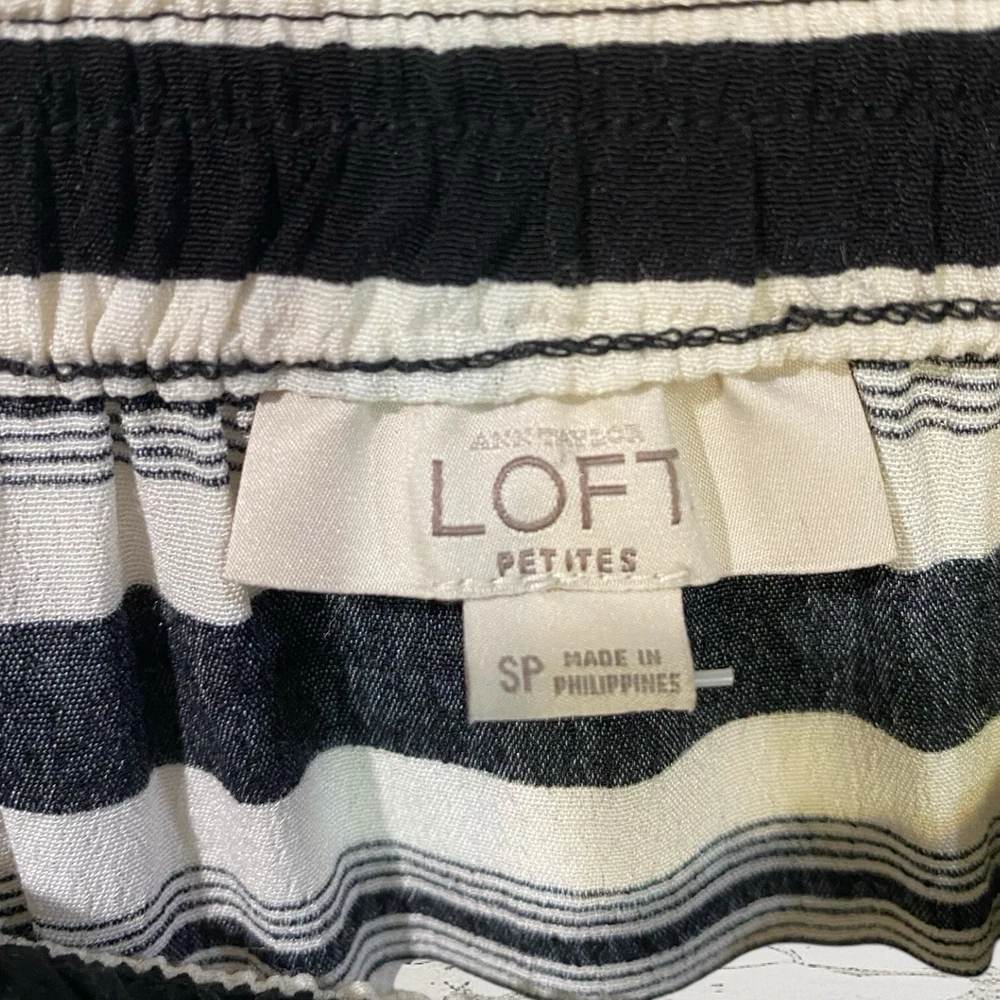 ANN TAYLOR
LOFT
PETITES
SP
MADE IN
PHILIPPINES